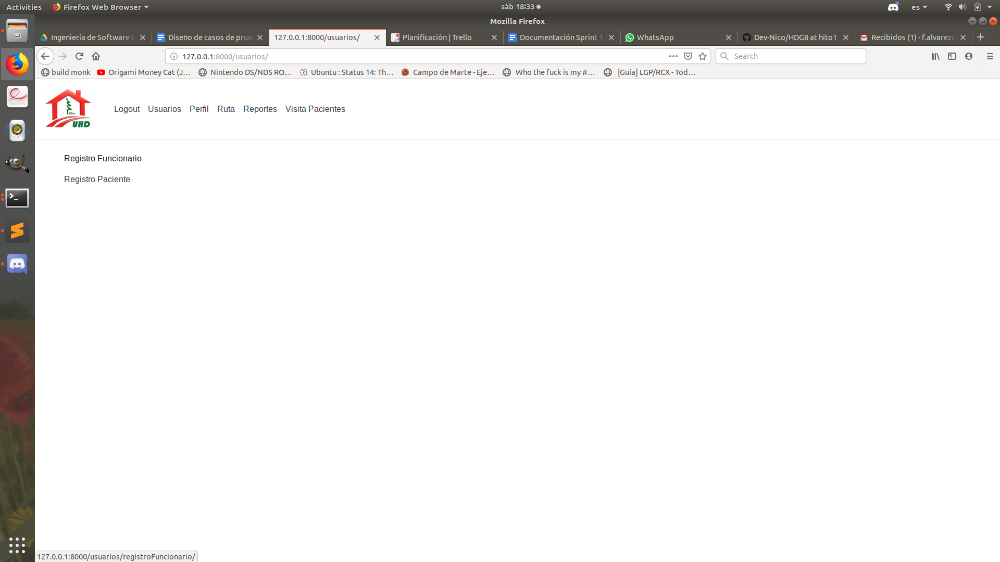 Activities Firefox Web Browser sáb 18:33 es
Mozilla Firefox
Ingeniería de Software I - Diseño de casos de prue 127.0.0.1:8000/usuarios/ Planificación | Trello Documentación Sprint 1 WhatsApp Dev-Nico/HDG8 at hito1 Recibidos (1) - f.alvarezc
127.0.0.1:8000/usuarios/ Search
build monk Origami Money Cat (J… Nintendo DS/NDS RO… Ubuntu : Status 14: Th… Campo de Marte - Eje… Who the fuck is my #… [Guía] LGP/RCX - Tod…
UHD
Logout Usuarios Perfil Ruta Reportes Visita Pacientes
Registro Funcionario
Registro Paciente
127.0.0.1:8000/usuarios/registroFuncionario/